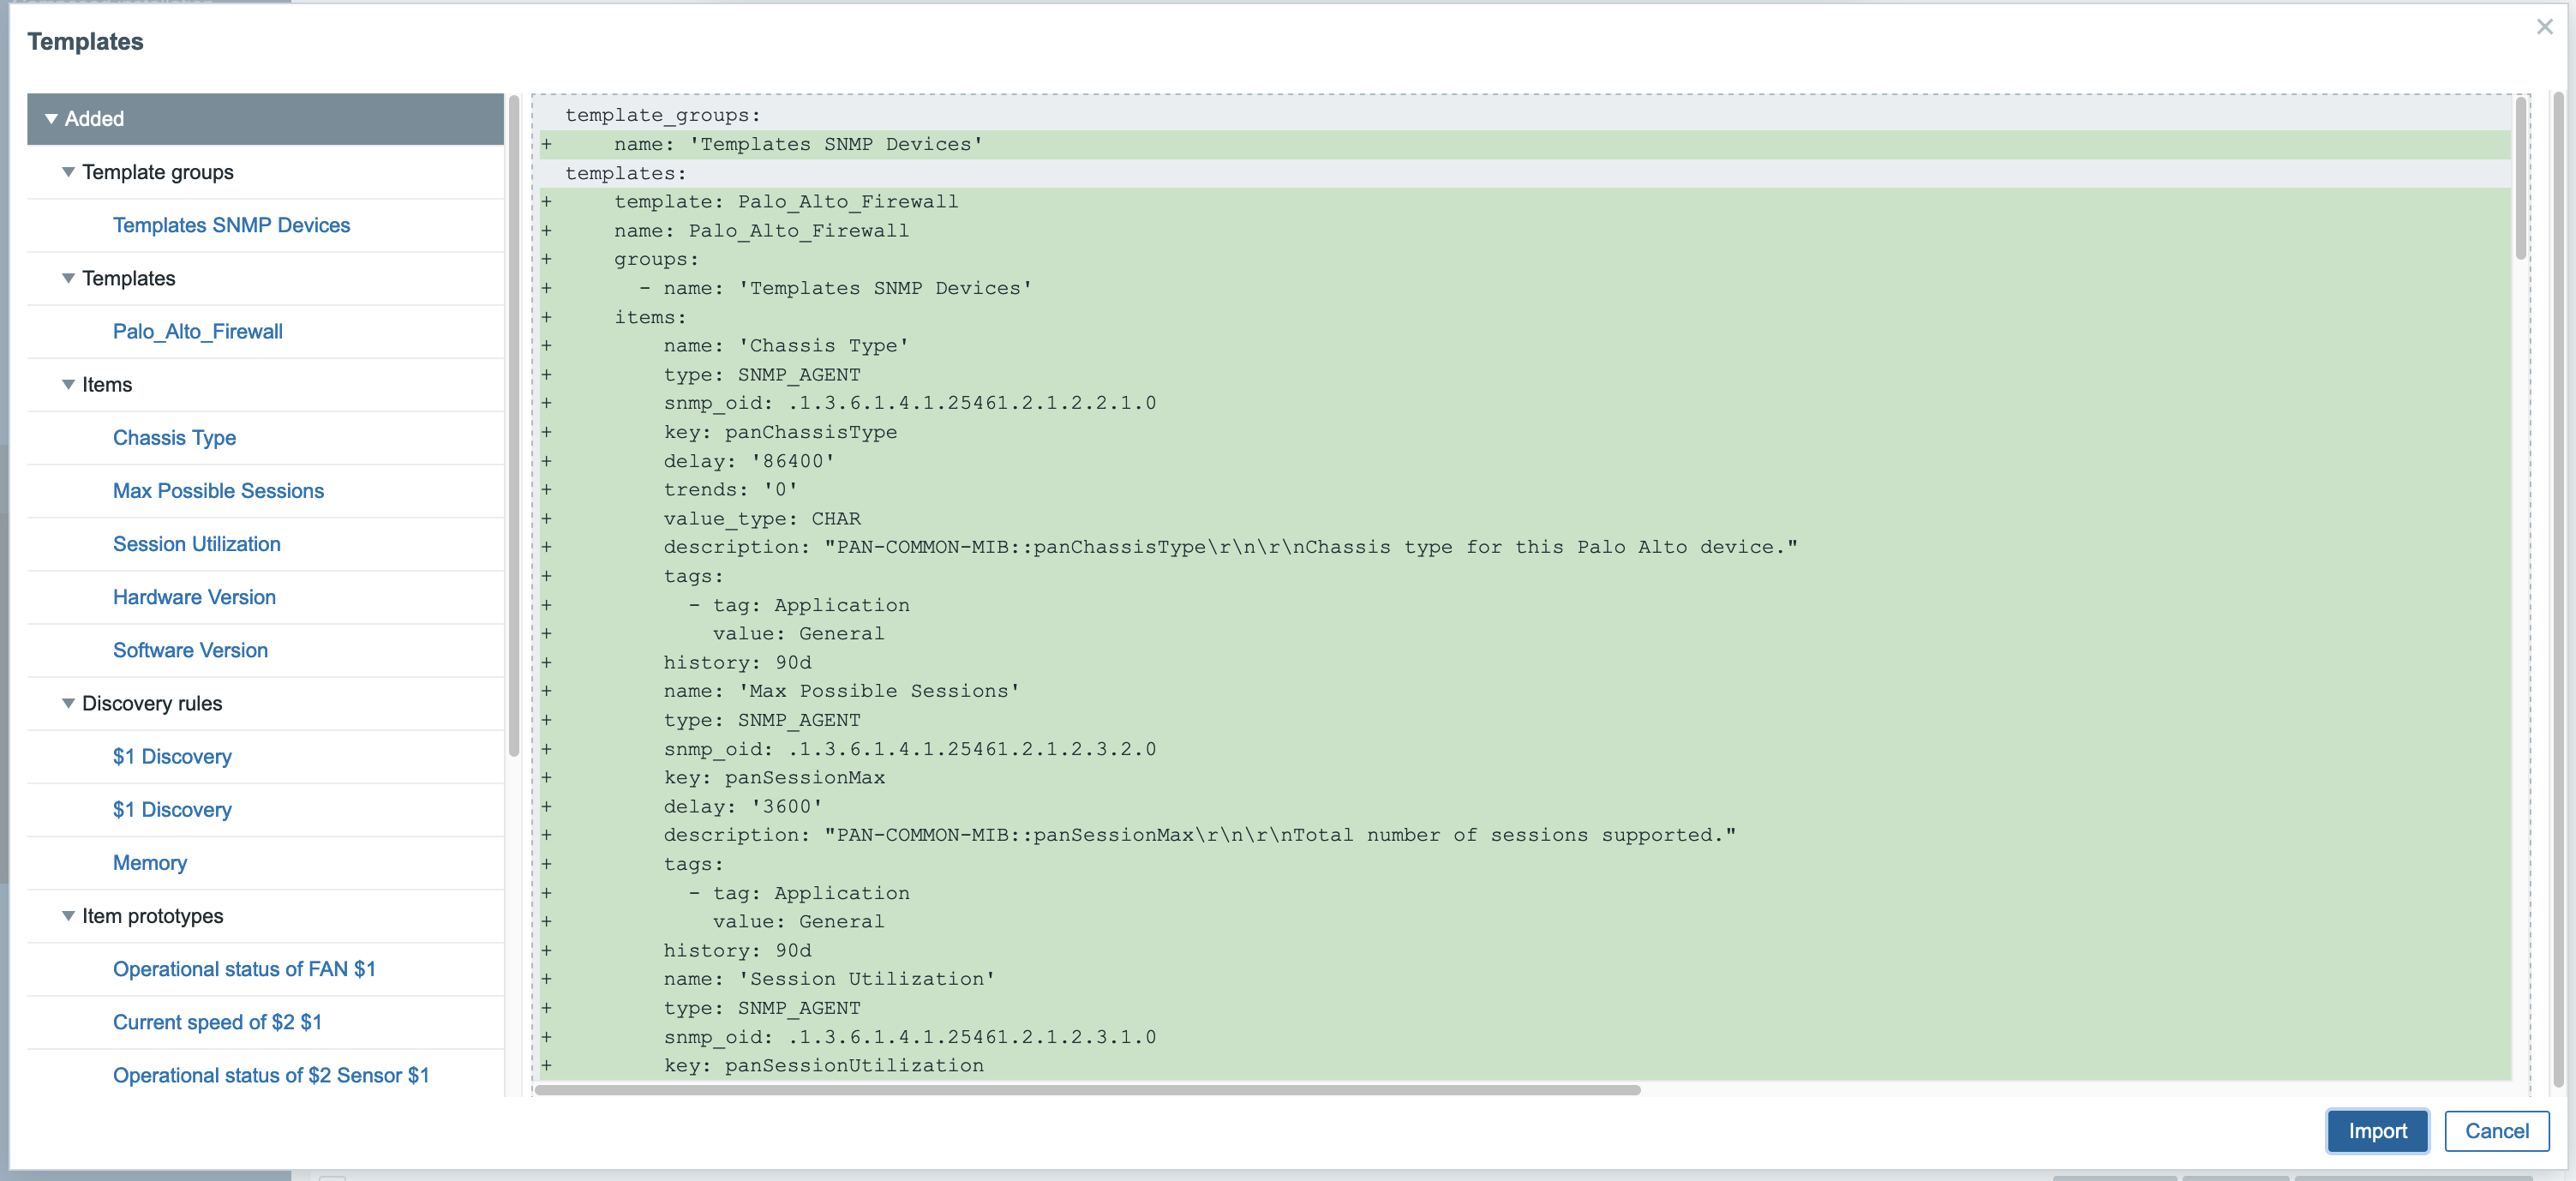 Templates
Added
Template groups
Templates SNMP Devices
Templates
Palo_Alto_Firewall
Items
Chassis Type
Max Possible Sessions
Session Utilization
Hardware Version
Software Version
Discovery rules
$1 Discovery
$1 Discovery
Memory
Item prototypes
Operational status of FAN $1
Current speed of $2 $1
Operational status of $2 Sensor $1
template_groups:
+ name: 'Templates SNMP Devices'
templates:
+ template: Palo_Alto_Firewall
+ name: Palo_Alto_Firewall
+ groups:
+ - name: 'Templates SNMP Devices'
+ items:
+ name: 'Chassis Type'
+ type: SNMP_AGENT
+ snmp_oid: .1.3.6.1.4.1.25461.2.1.2.2.1.0
+ key: panChassisType
+ delay: '86400'
+ trends: '0'
+ value_type: CHAR
+ description: "PAN-COMMON-MIB::panChassisType\r\n\r\nChassis type for this Palo Alto device."
+ tags:
+ - tag: Application
+ value: General
+ history: 90d
+ name: 'Max Possible Sessions'
+ type: SNMP_AGENT
+ snmp_oid: .1.3.6.1.4.1.25461.2.1.2.3.2.0
+ key: panSessionMax
+ delay: '3600'
+ description: "PAN-COMMON-MIB::panSessionMax\r\n\r\nTotal number of sessions supported."
+ tags:
+ - tag: Application
+ value: General
+ history: 90d
+ name: 'Session Utilization'
+ type: SNMP_AGENT
+ snmp_oid: .1.3.6.1.4.1.25461.2.1.2.3.1.0
+ key: panSessionUtilization
Import
Cancel